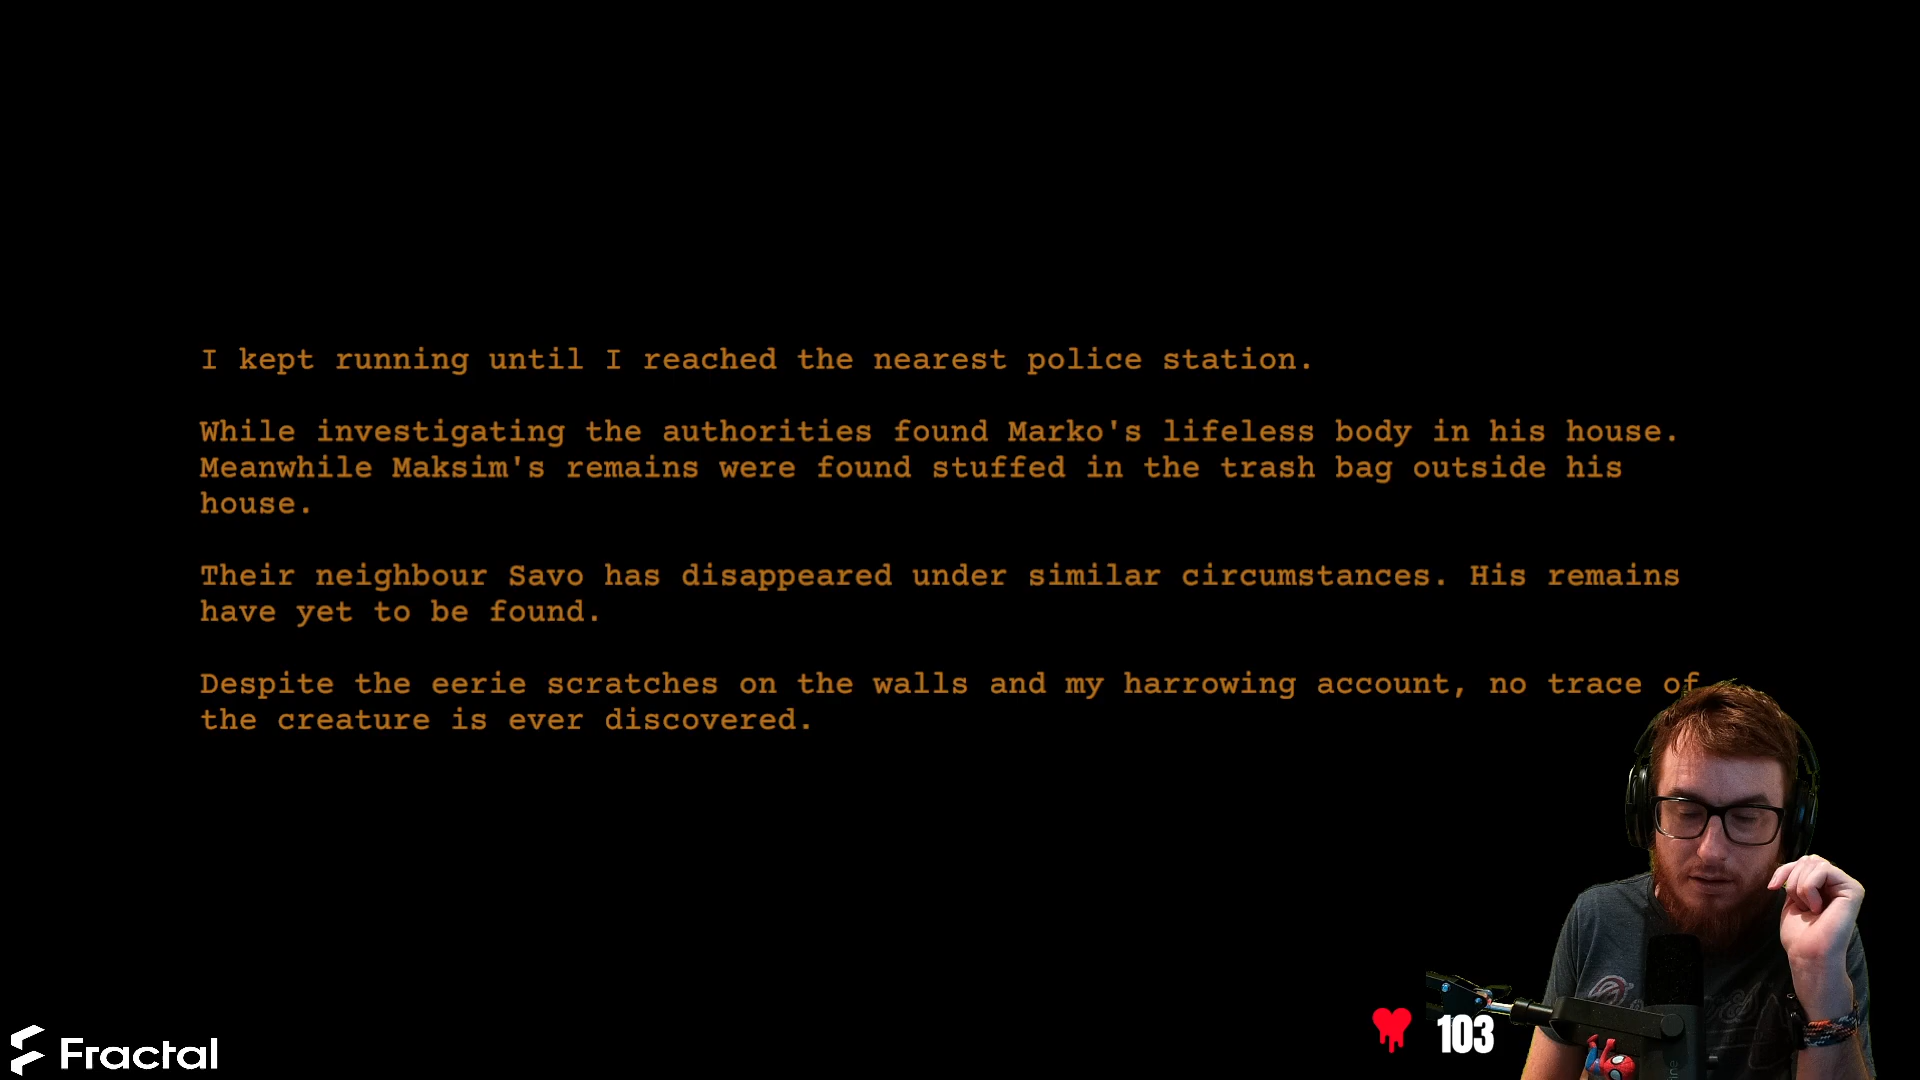 I kept running until I reached the nearest police station.
While investigating the authorities found Marko's lifeless body in his house.
Meanwhile Maksim's remains were found stuffed in the trash bag outside his
house.
Their neighbour Savo has disappeared under similar circumstances. His remains
have yet to be found.
Despite the eerie scratches on the walls and my harrowing account, no trace of
the creature is ever discovered.
103
Fractal